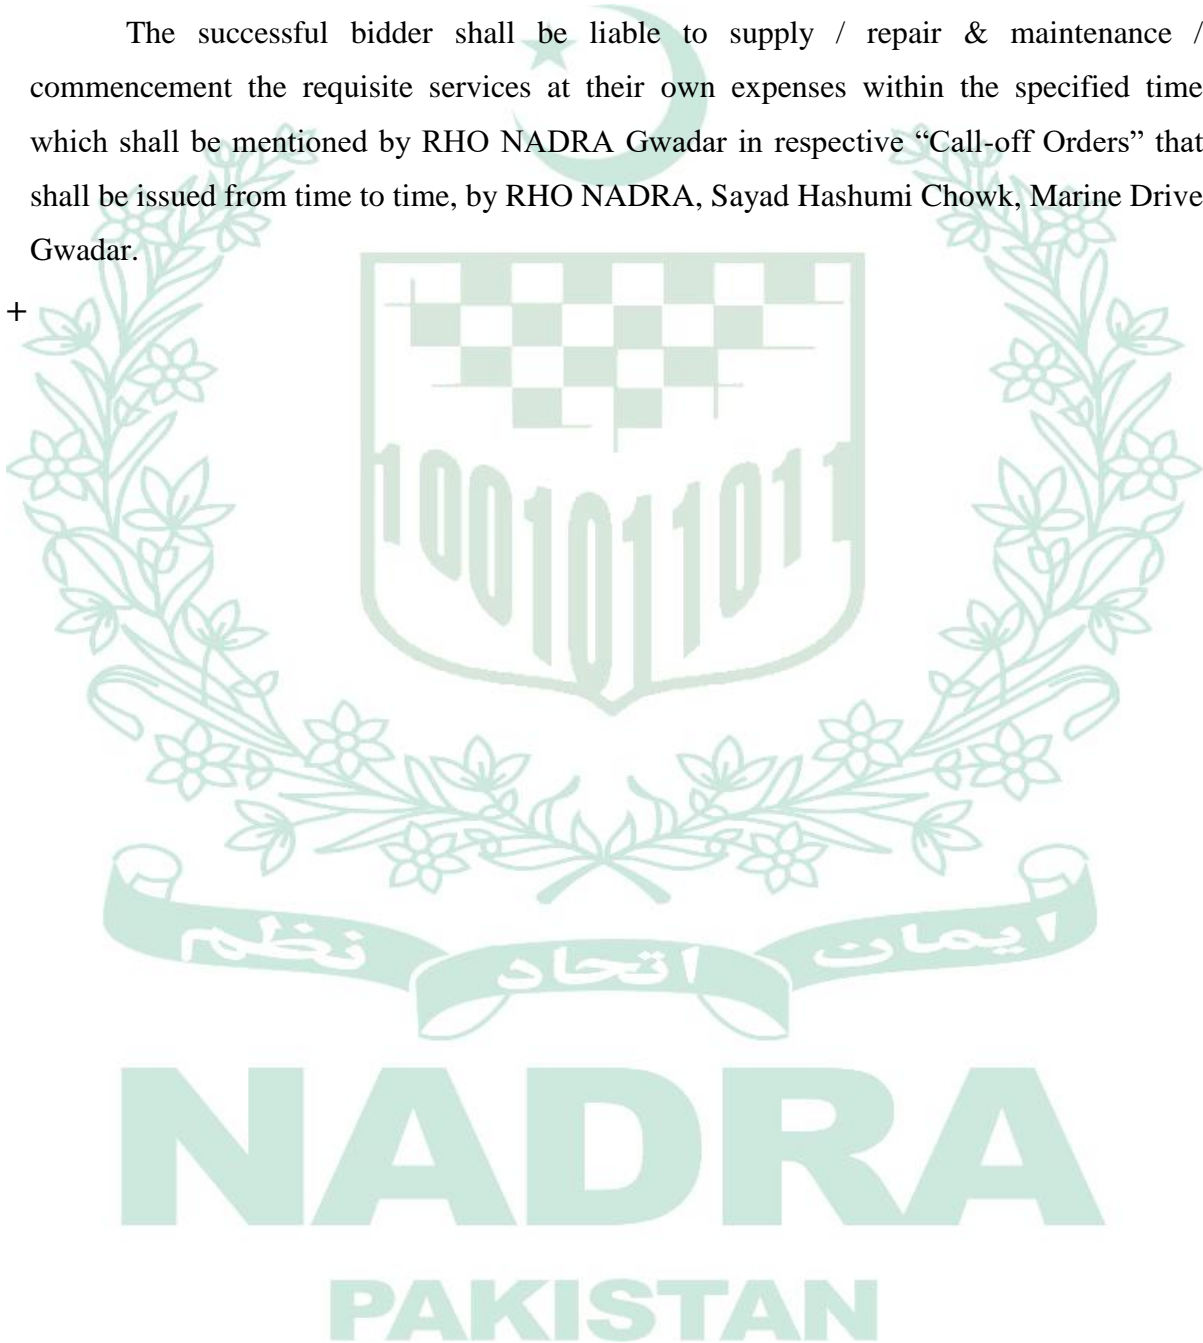 The successful bidder shall be liable to supply / repair & maintenance /
commencement the requisite services at their own expenses within the specified time
which shall be mentioned by RHO NADRA Gwadar in respective “Call-off Orders” that
shall be issued from time to time, by RHO NADRA, Sayad Hashumi Chowk, Marine Drive
Gwadar.
+
1001011011
ایمان اتحاد نظم
NADRA
PAKISTAN